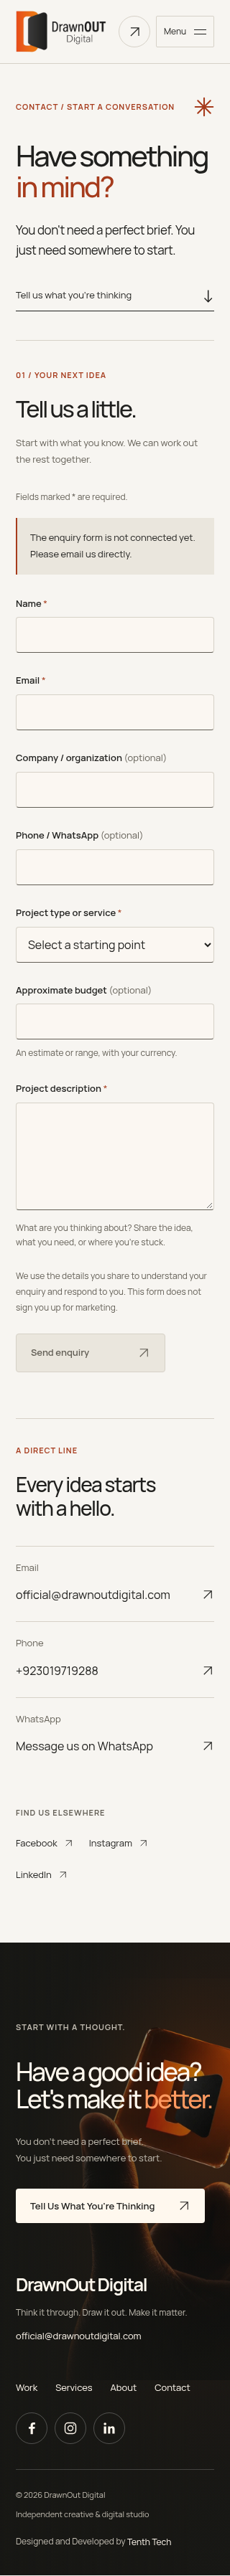 DrawnOUT
Digital
Menu
CONTACT / START A CONVERSATION
Have something
in mind?
You don't need a perfect brief. You
just need somewhere to start.
Tell us what you're thinking
01 / YOUR NEXT IDEA
Tell us a little.
Start with what you know. We can work out
the rest together.
Fields marked * are required.
The enquiry form is not connected yet.
Please email us directly.
Name *
Email *
Company / organization (optional)
Phone / WhatsApp (optional)
Project type or service *
Select a starting point
Approximate budget (optional)
An estimate or range, with your currency.
Project description *
What are you thinking about? Share the idea,
what you need, or where you're stuck.
We use the details you share to understand your
enquiry and respond to you. This form does not
sign you up for marketing.
Send enquiry
A DIRECT LINE
Every idea starts
with a hello.
Email
official@drawnoutdigital.com
Phone
+923019719288
WhatsApp
Message us on WhatsApp
FIND US ELSEWHERE
Facebook
Instagram
LinkedIn
START WITH A THOUGHT.
Have a good idea?
Let's make it better.
You don't need a perfect brief.
You just need somewhere to start.
Tell Us What You're Thinking
DrawnOut Digital
Think it through. Draw it out. Make it matter.
official@drawnoutdigital.com
Work Services About Contact
© 2026 DrawnOut Digital
Independent creative & digital studio
Designed and Developed by Tenth Tech